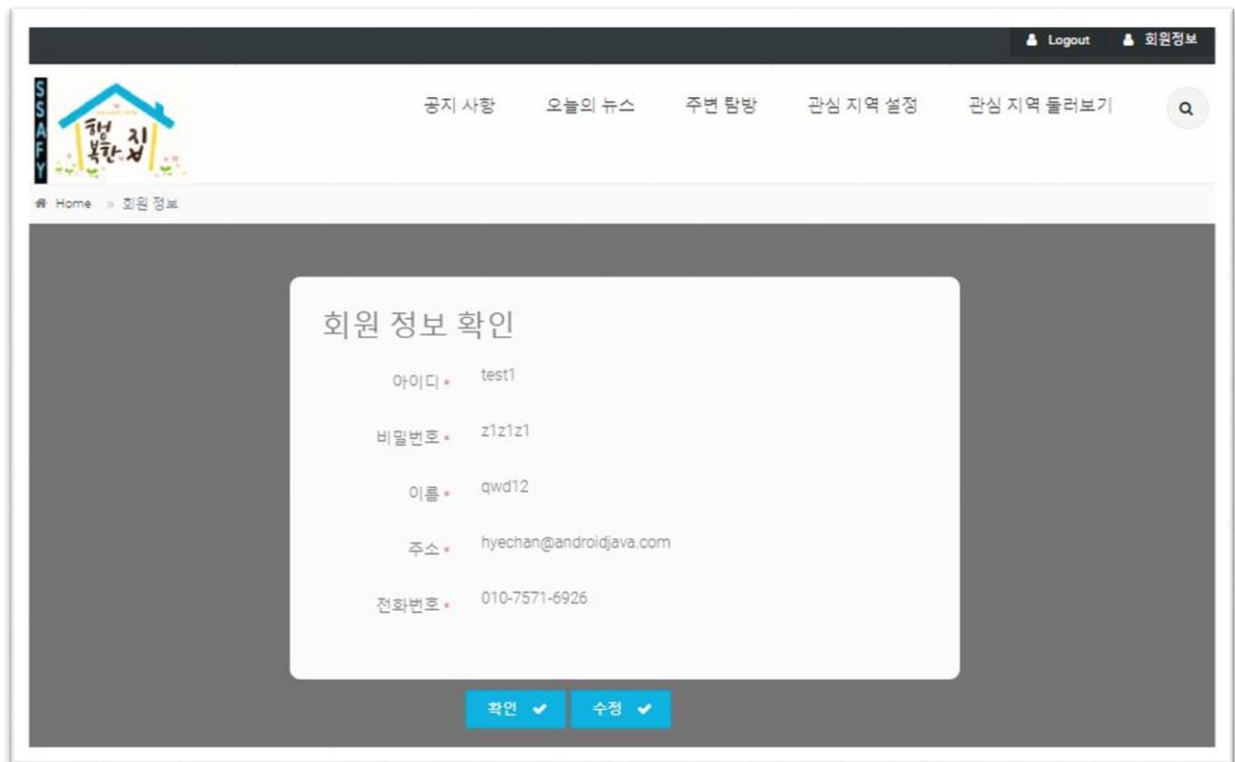 Logout 회원정보
SSAFY
행복한 집
공지 사항 오늘의 뉴스 주변 탐방 관심 지역 설정 관심 지역 둘러보기
Home » 회원 정보
회원 정보 확인
아이디 * test1
비밀번호 * z1z1z1
이름 * qwd12
주소 * hyechan@androidjava.com
전화번호 * 010-7571-6926
확인 수정